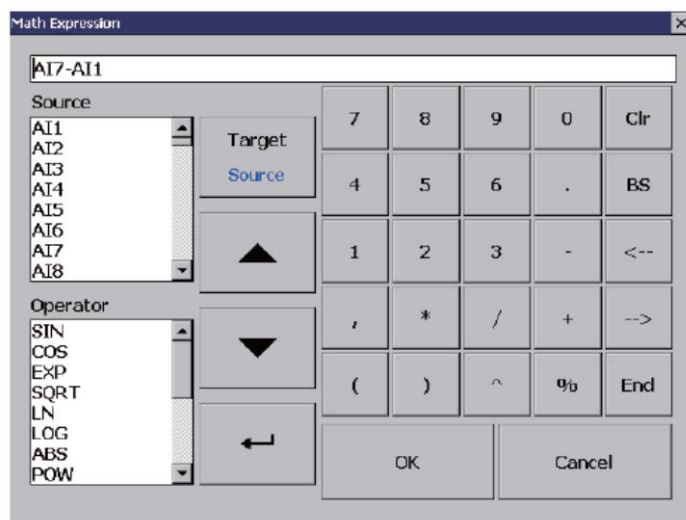 Math Expression
AI7-AI1
Source
AI1
AI2
AI3
AI4
AI5
AI6
AI7
AI8
Operator
SIN
COS
EXP
SQRT
LN
LOG
ABS
POW
Target
Source
7 8 9 0 Clr
4 5 6 . BS
1 2 3 - <--
, * / + -->
( ) ^ % End
OK Cancel